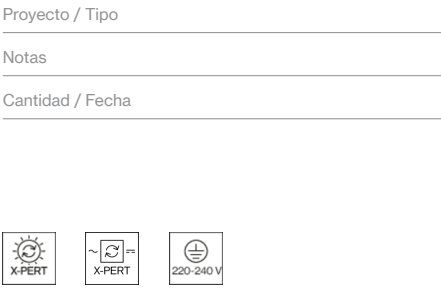 Proyecto / Tipo
Notas
Cantidad / Fecha
X-PERT
X-PERT
220-240 V